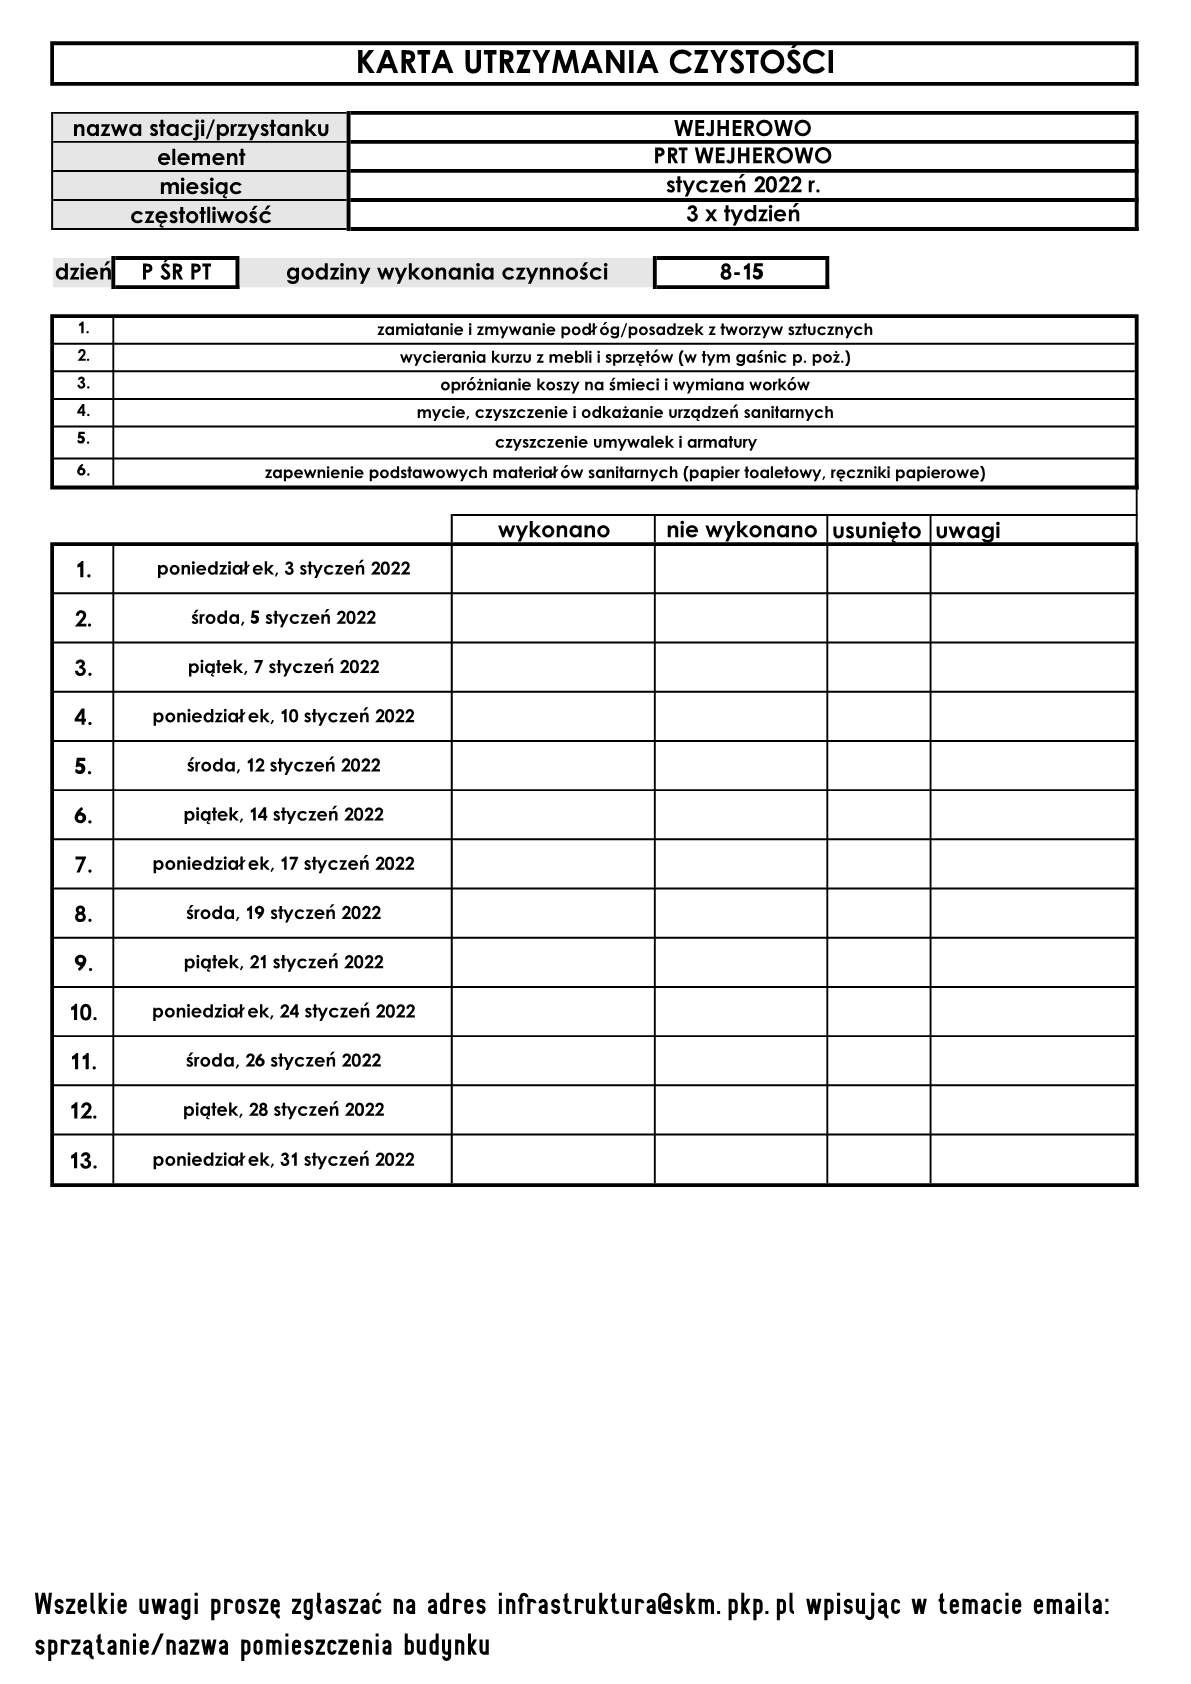 KARTA UTRZYMANIA CZYSTOŚCI
nazwa stacji/przystanku WEJHEROWO
element PRT WEJHEROWO
miesiąc styczeń 2022 r.
częstotliwość 3 x tydzień
dzień P ŚR PT godziny wykonania czynności 8-15
1. zamiatanie i zmywanie podłóg/posadzek z tworzyw sztucznych
2. wycierania kurzu z mebli i sprzętów (w tym gaśnic p. poż.)
3. opróżnianie koszy na śmieci i wymiana worków
4. mycie, czyszczenie i odkażanie urządzeń sanitarnych
5. czyszczenie umywalek i armatury
6. zapewnienie podstawowych materiałów sanitarnych (papier toaletowy, ręczniki papierowe)
wykonano nie wykonano usunięto uwagi
1. poniedziałek, 3 styczeń 2022
2. środa, 5 styczeń 2022
3. piątek, 7 styczeń 2022
4. poniedziałek, 10 styczeń 2022
5. środa, 12 styczeń 2022
6. piątek, 14 styczeń 2022
7. poniedziałek, 17 styczeń 2022
8. środa, 19 styczeń 2022
9. piątek, 21 styczeń 2022
10. poniedziałek, 24 styczeń 2022
11. środa, 26 styczeń 2022
12. piątek, 28 styczeń 2022
13. poniedziałek, 31 styczeń 2022
Wszelkie uwagi proszę zgłaszać na adres infrastruktura@skm.pkp.pl wpisując w temacie emaila:
sprzątanie/nazwa pomieszczenia budynku